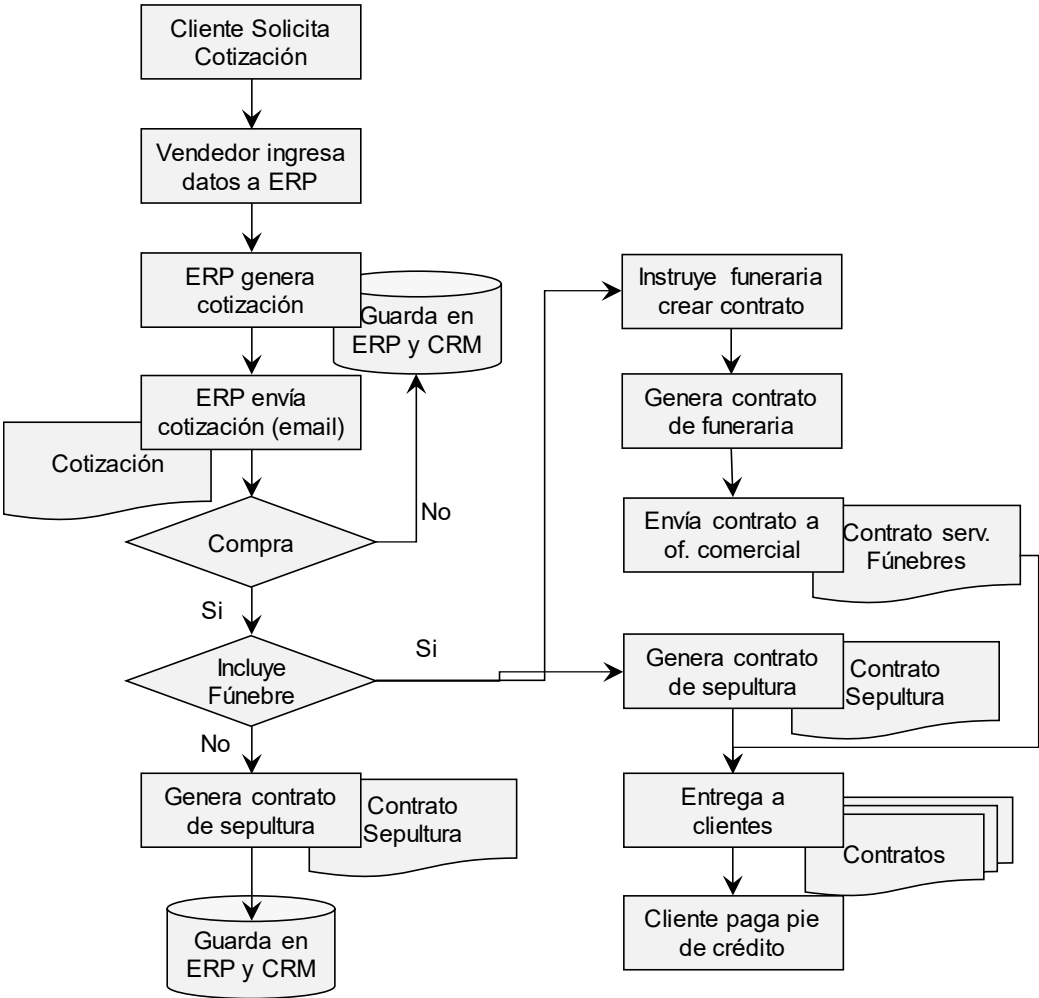 Cliente Solicita
Cotización
Vendedor ingresa
datos a ERP
ERP genera
cotización
Guarda en
ERP y CRM
ERP envía
cotización (email)
Cotización
Compra
No
Si
Incluye
Fúnebre
Si
No
Genera contrato
de sepultura
Contrato
Sepultura
Guarda en
ERP y CRM
Instruye funeraria
crear contrato
Genera contrato
de funeraria
Envía contrato a
of. comercial
Contrato serv.
Fúnebres
Genera contrato
de sepultura
Contrato
Sepultura
Entrega a
clientes
Contratos
Cliente paga pie
de crédito